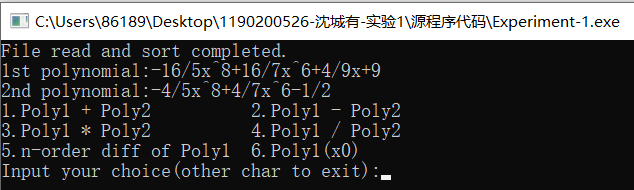 C:\Users\86189\Desktop\1190200526-沈城有-实验1\源程序代码\Experiment-1.exe
File read and sort completed.
1st polynomial:-16/5x^8+16/7x^6+4/9x+9
2nd polynomial:-4/5x^8+4/7x^6-1/2
1.Poly1 + Poly2 2.Poly1 - Poly2
3.Poly1 * Poly2 4.Poly1 / Poly2
5.n-order diff of Poly1 6.Poly1(x0)
Input your choice(other char to exit):